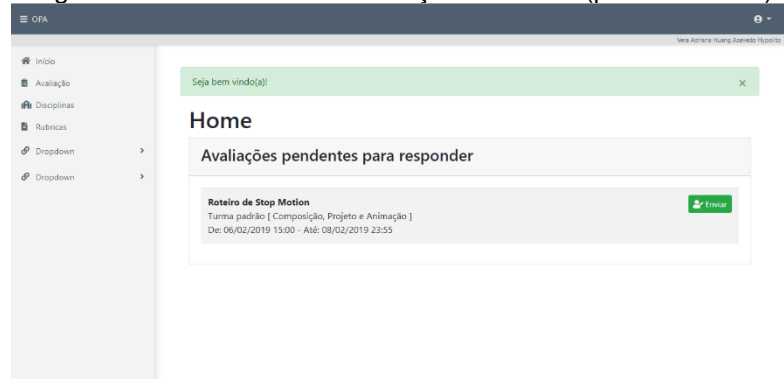 OPA
Vera Adriana Huang Azevedo Hypolito
Início
Avaliação
Disciplinas
Rubricas
Dropdown
Dropdown
Seja bem vindo(a)!
×
Home
Avaliações pendentes para responder
Roteiro de Stop Motion
Turma padrão [ Composição, Projeto e Animação ]
De: 06/02/2019 15:00 - Até: 08/02/2019 23:55
Enviar